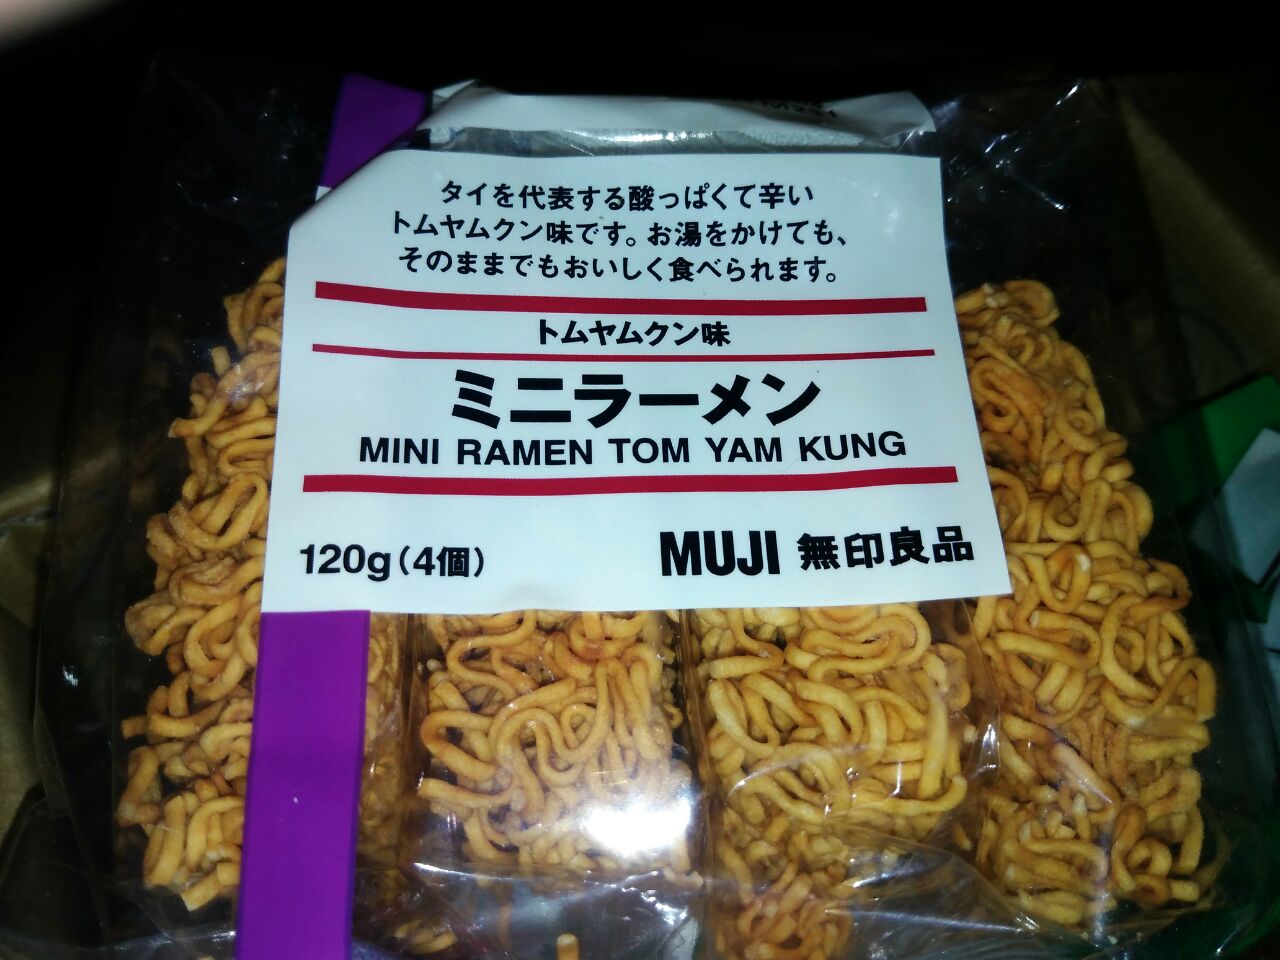 タイを代表する酸っぱくて辛い
トムヤムクン味です。お湯をかけても、
そのままでもおいしく食べられます。
トムヤムクン味
ミニラーメン
MINI RAMEN TOM YAM KUNG
120g(4個)
MUJI 無印良品